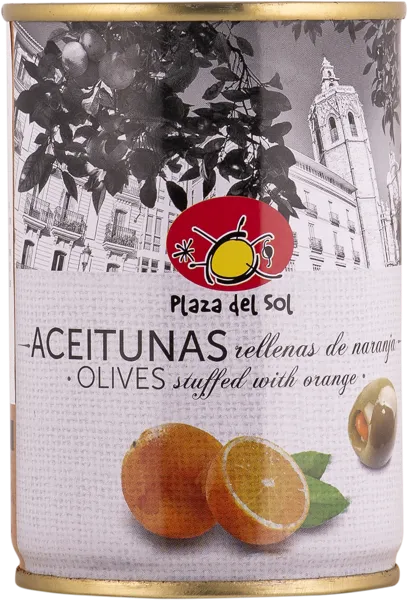 Plaza del Sol
ACEITUNAS rellenas de naranja
· OLIVES stuffed with orange ·